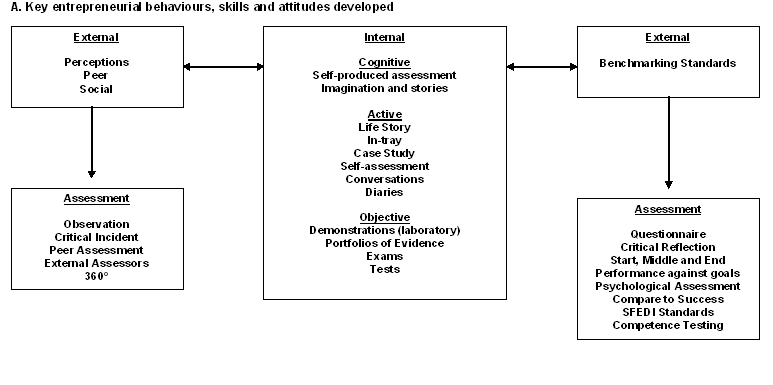 A. Key entrepreneurial behaviours, skills and attitudes developed
External
Perceptions
Peer
Social
Internal
Cognitive
Self-produced assessment
Imagination and stories
Active
Life Story
In-tray
Case Study
Self-assessment
Conversations
Diaries
Objective
Demonstrations (laboratory)
Portfolios of Evidence
Exams
Tests
External
Benchmarking Standards
Assessment
Observation
Critical Incident
Peer Assessment
External Assessors
360°
Assessment
Questionnaire
Critical Reflection
Start, Middle and End
Performance against goals
Psychological Assessment
Compare to Success
SFEDI Standards
Competence Testing